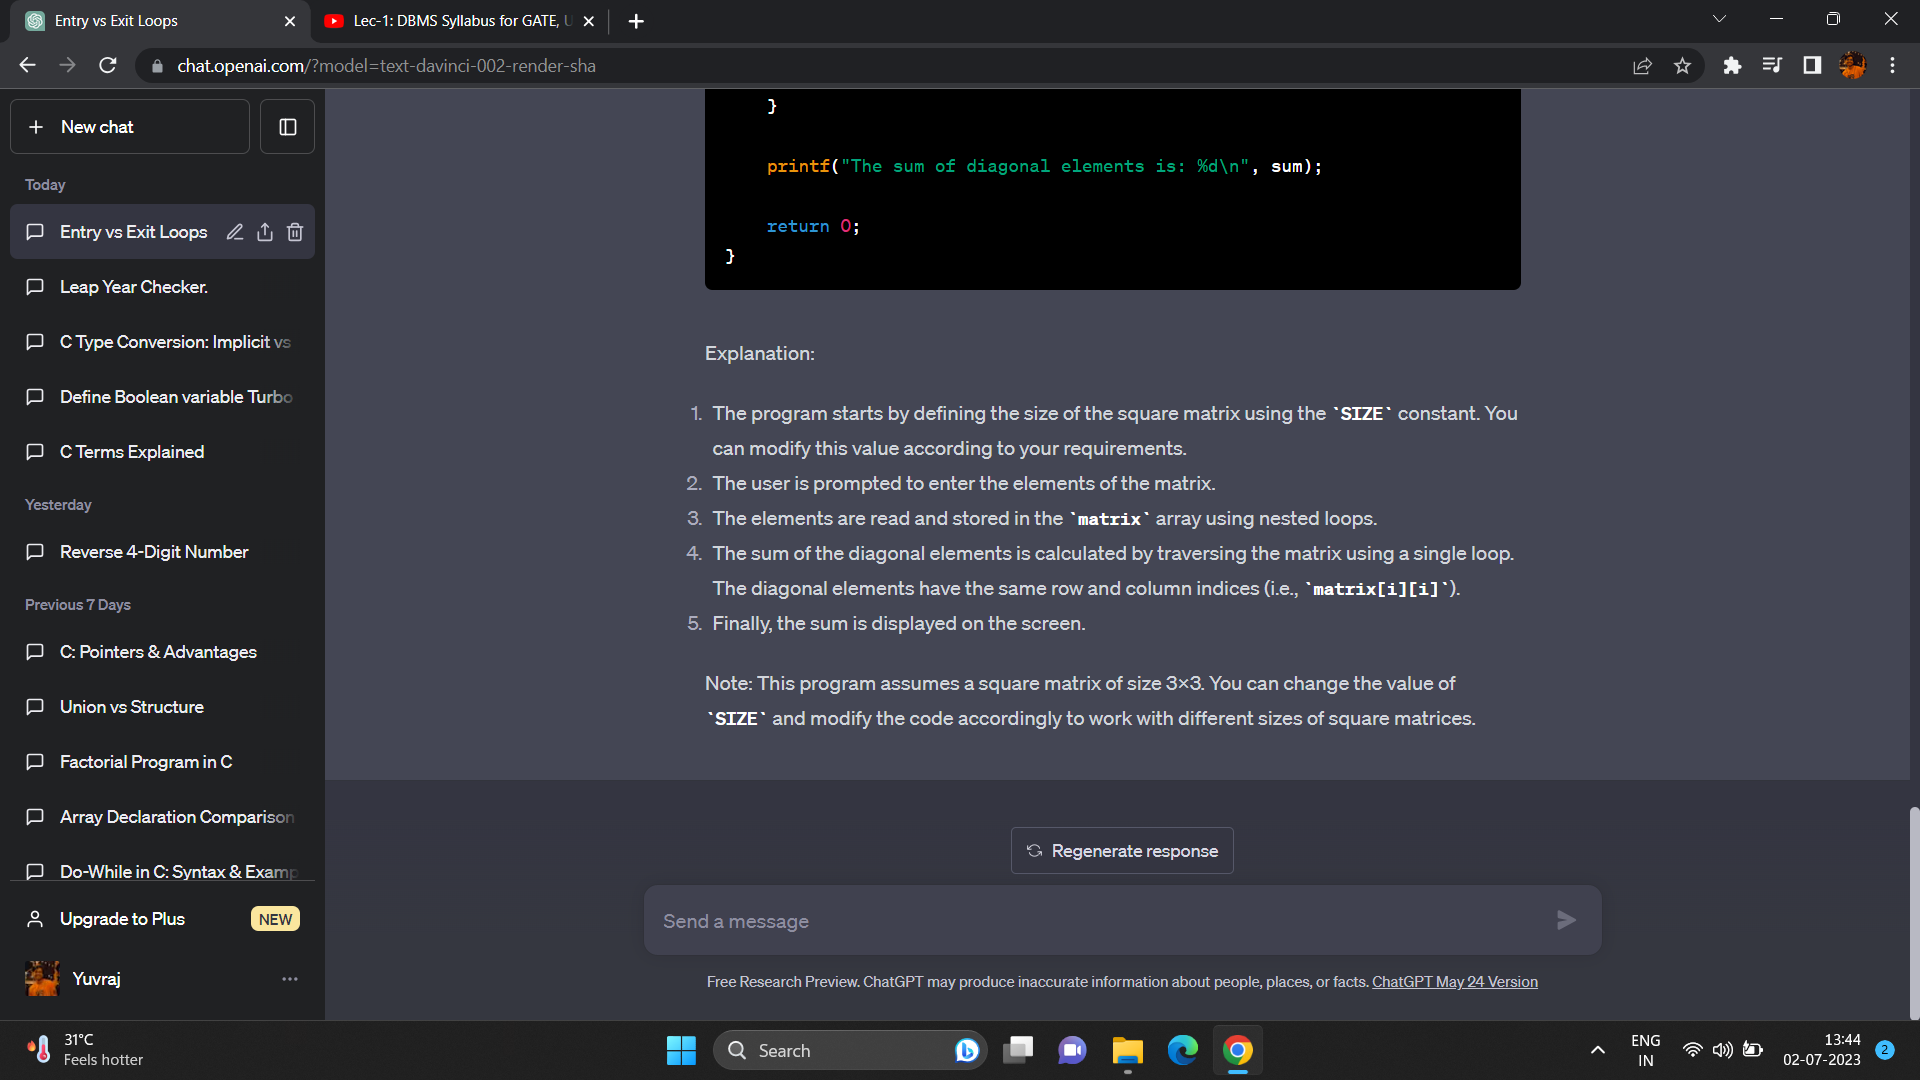 Entry vs Exit Loops
Lec-1: DBMS Syllabus for GATE, U
chat.openai.com/?model=text-davinci-002-render-sha
New chat
Today
Entry vs Exit Loops
Leap Year Checker.
C Type Conversion: Implicit vs
Define Boolean variable Turbo
C Terms Explained
Yesterday
Reverse 4-Digit Number
Previous 7 Days
C: Pointers & Advantages
Union vs Structure
Factorial Program in C
Array Declaration Comparison
Do-While in C: Syntax & Examp
Upgrade to Plus NEW
Yuvraj
}
printf("The sum of diagonal elements is: %d\n", sum);
return 0;
}
Explanation:
1. The program starts by defining the size of the square matrix using the `SIZE` constant. You
can modify this value according to your requirements.
2. The user is prompted to enter the elements of the matrix.
3. The elements are read and stored in the `matrix` array using nested loops.
4. The sum of the diagonal elements is calculated by traversing the matrix using a single loop.
The diagonal elements have the same row and column indices (i.e., `matrix[i][i]`).
5. Finally, the sum is displayed on the screen.
Note: This program assumes a square matrix of size 3×3. You can change the value of
`SIZE` and modify the code accordingly to work with different sizes of square matrices.
Regenerate response
Send a message
Free Research Preview. ChatGPT may produce inaccurate information about people, places, or facts. ChatGPT May 24 Version
31°C
Feels hotter
Search
ENG
IN
13:44
02-07-2023
2